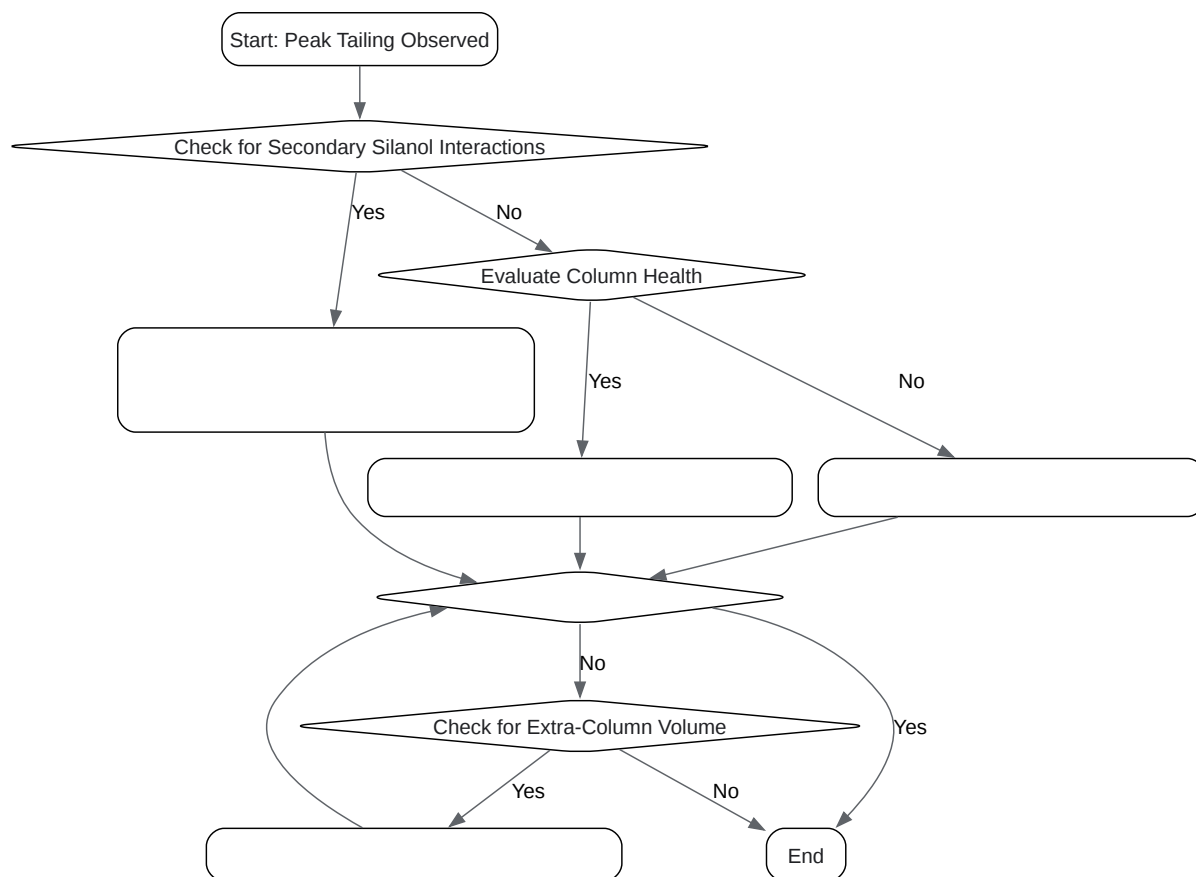 Start: Peak Tailing Observed
Check for Secondary Silanol Interactions
Yes
No
Evaluate Column Health
Yes
No
No
Check for Extra-Column Volume
Yes
Yes
No
End